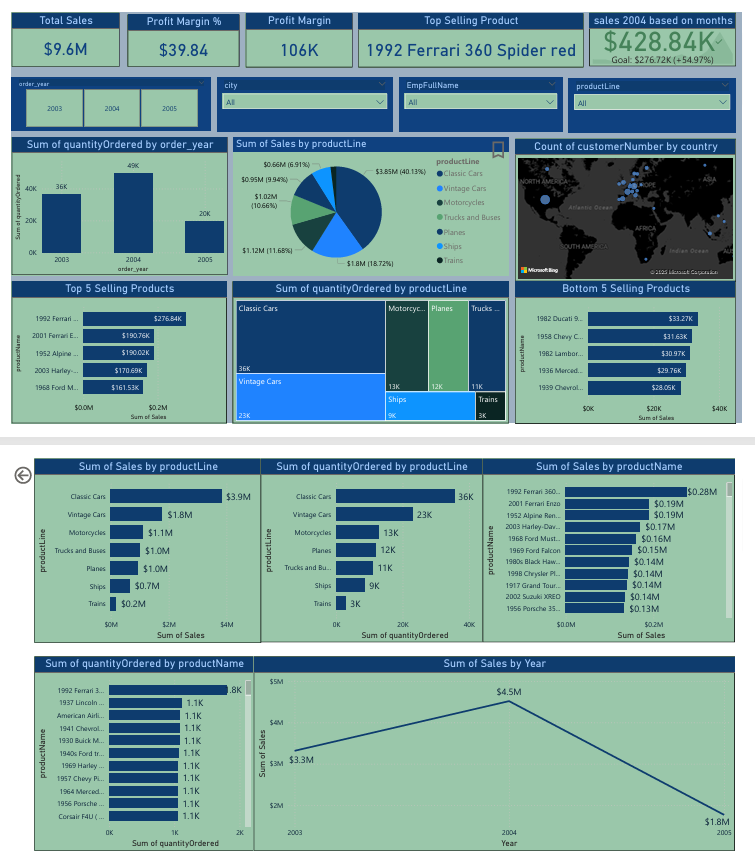 Total Sales
$9.6M
Profit Margin %
$39.84
Profit Margin
106K
Top Selling Product
1992 Ferrari 360 Spider red
sales 2004 based on months
$428.84K
Goal: $276.72K (+54.97%)
order_year
2003
2004
2005
city
All
EmpFullName
All
productLine
All
Sum of quantityOrdered by order_year
Sum of quantityOrdered
40K
20K
0K
36K
49K
20K
2003
2004
2005
order_year
Sum of Sales by productLine
$0.66M (6.91%)
$0.95M (9.94%)
$1.02M
(10.66%)
$1.12M (11.68%)
$3.85M (40.13%)
$1.8M (18.72%)
productLine
Classic Cars
Vintage Cars
Motorcycles
Trucks and Buses
Planes
Ships
Trains
Count of customerNumber by country
NORTH AMERICA
EUROPE
ASIA
Atlantic Ocean
AFRICA
SOUTH AMERICA
Indian Ocean
Microsoft Bing
© 2025 Microsoft Corporation
Top 5 Selling Products
productName
1992 Ferrari ...
$276.84K
2001 Ferrari E...
$190.76K
1952 Alpine ...
$190.02K
2003 Harley-...
$170.69K
1968 Ford M...
$161.53K
$0.0M
$0.2M
Sum of Sales
Sum of quantityOrdered by productLine
Classic Cars
36K
Vintage Cars
23K
Motorcyc...
13K
Planes
12K
Trucks ...
11K
Ships
9K
Trains
3K
Bottom 5 Selling Products
productName
1982 Ducati 9...
$33.27K
1958 Chevy C...
$31.63K
1982 Lambor...
$30.97K
1936 Merced...
$29.76K
1939 Chevrol...
$28.05K
$0K
$20K
$40K
Sum of Sales
Sum of Sales by productLine
productLine
Classic Cars
$3.9M
Vintage Cars
$1.8M
Motorcycles
$1.1M
Trucks and Buses
$1.0M
Planes
$1.0M
Ships
$0.7M
Trains
$0.2M
$0M
$2M
$4M
Sum of Sales
Sum of quantityOrdered by productLine
productLine
Classic Cars
36K
Vintage Cars
23K
Motorcycles
13K
Planes
12K
Trucks and Bu...
11K
Ships
9K
Trains
3K
0K
20K
40K
Sum of quantityOrdered
Sum of Sales by productName
productName
1992 Ferrari 360...
$0.28M
2001 Ferrari Enzo
$0.19M
1952 Alpine Ren...
$0.19M
2003 Harley-Dav...
$0.17M
1968 Ford Must...
$0.16M
1969 Ford Falcon
$0.15M
1980s Black Haw...
$0.14M
1998 Chrysler Pl...
$0.14M
1917 Grand Tour...
$0.14M
2002 Suzuki XREO
$0.14M
1956 Porsche 35...
$0.13M
$0.0M
$0.2M
Sum of Sales
Sum of quantityOrdered by productName
productName
1992 Ferrari 3...
.8K
1937 Lincoln ...
1.1K
American Airli...
1.1K
1941 Chevrol...
1.1K
1930 Buick M...
1.1K
1940s Ford tr...
1.1K
1969 Harley ...
1.1K
1957 Chevy Pi...
1.1K
1964 Merced...
1.1K
1956 Porsche ...
1.1K
Corsair F4U ( ...
1.1K
0K
1K
2K
Sum of quantityOrdered
Sum of Sales by Year
Sum of Sales
$5M
$4M
$3M
$2M
$3.3M
$4.5M
$1.8M
2003
2004
2005
Year